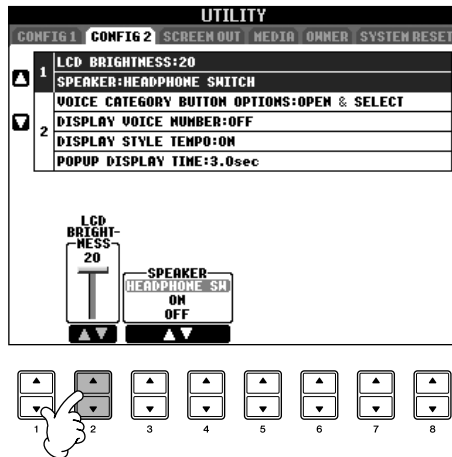 UTILITY
CONFIG 1 CONFIG 2 SCREEN OUT MEDIA OWNER SYSTEM RESET
1
LCD BRIGHTNESS:20
SPEAKER:HEADPHONE SWITCH
2
VOICE CATEGORY BUTTON OPTIONS:OPEN & SELECT
DISPLAY VOICE NUMBER:OFF
DISPLAY STYLE TEMPO:ON
POPUP DISPLAY TIME:3.0sec
LCD
BRIGHT-
NESS
20
SPEAKER
HEADPHONE SW
ON
OFF
1 2 3 4 5 6 7 8